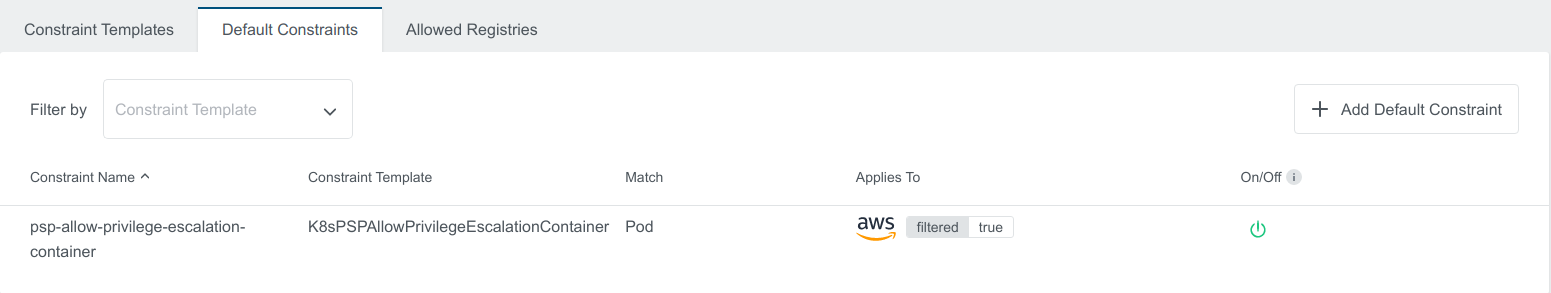 Constraint Templates Default Constraints Allowed Registries
Filter by Constraint Template Add Default Constraint
Constraint Name Constraint Template Match Applies To On/Off i
psp-allow-privilege-escalation- K8sPSPAllowPrivilegeEscalationContainer Pod aws filtered true
container